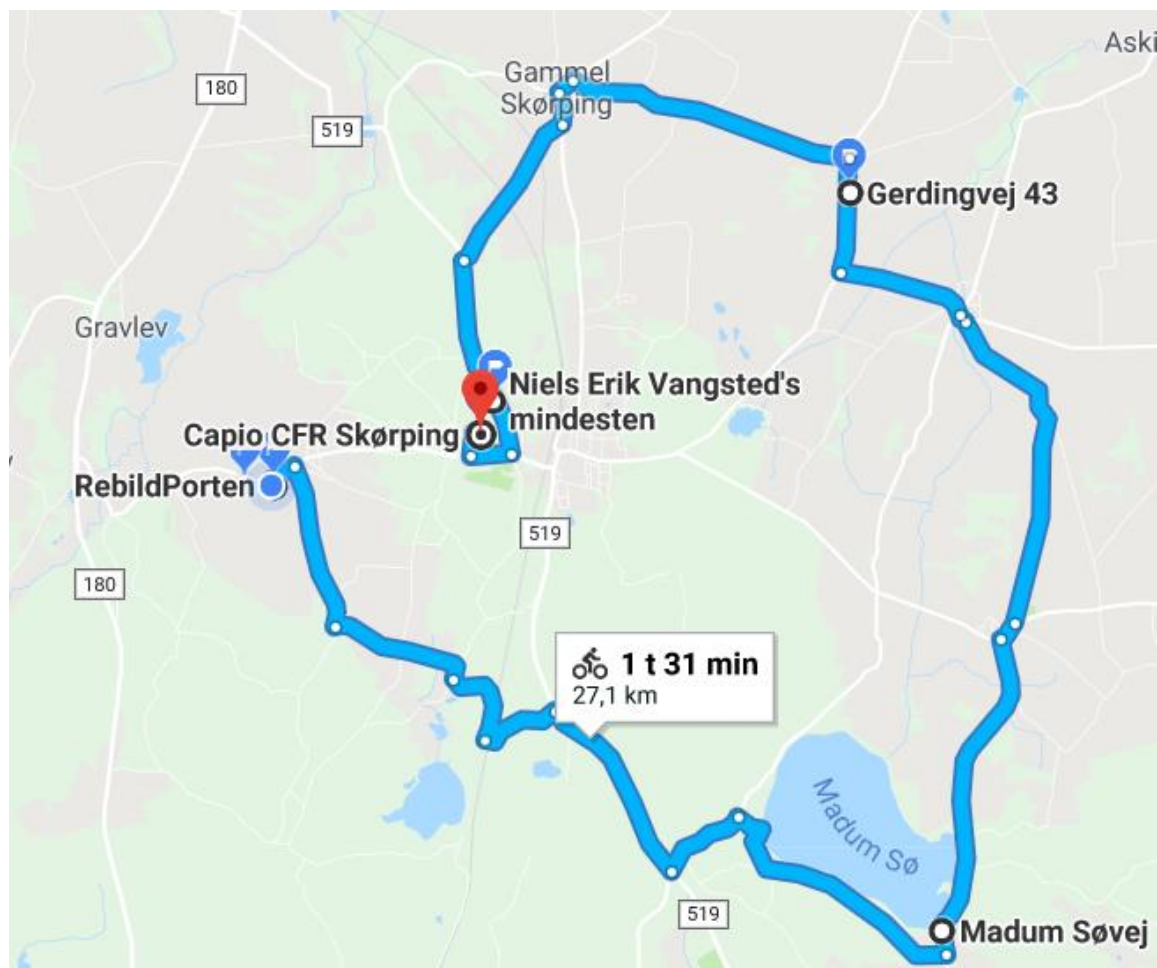 Aski
Gammel
Skørping
180
519
Gerdingvej 43
Gravlev
Niels Erik Vangsted's
mindesten
Capio CFR Skørping
RebildPorten
519
180
1 t 31 min
27,1 km
Madum Sø
519
Madum Søvej